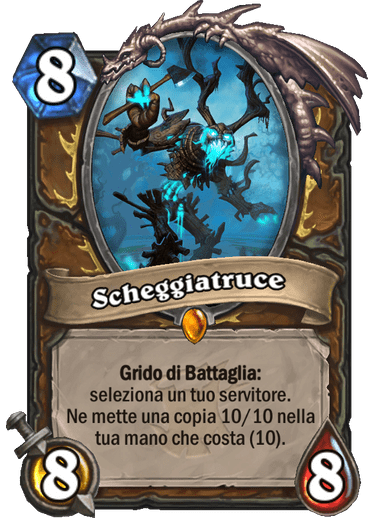 8
Scheggiatruce
Grido di Battaglia:
seleziona un tuo servitore.
Ne mette una copia 10/10 nella
tua mano che costa (10).
8
8